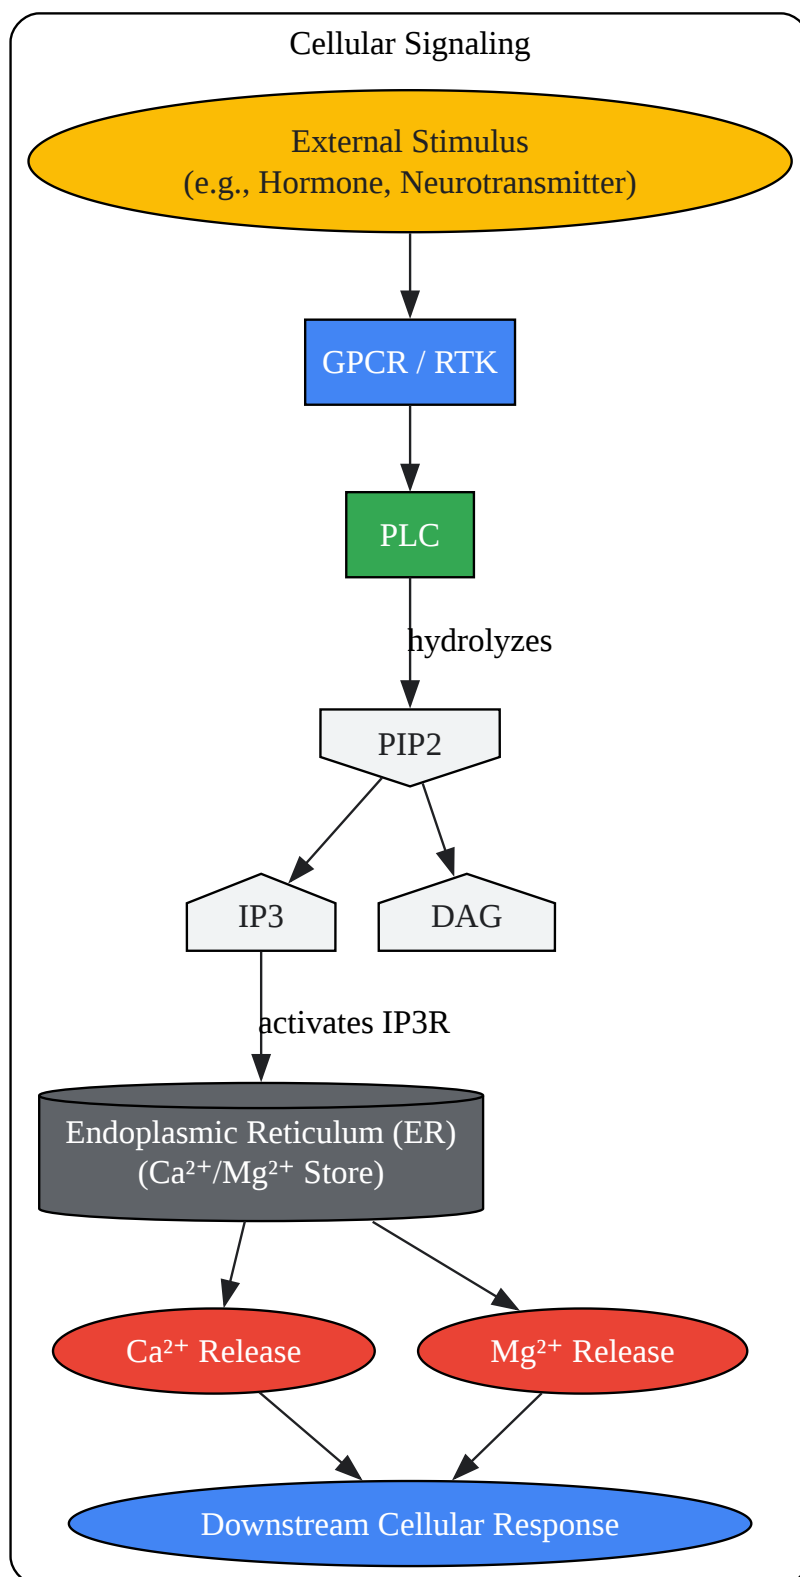 Cellular Signaling
External Stimulus
(e.g., Hormone, Neurotransmitter)
GPCR / RTK
PLC
hydrolyzes
PIP2
IP3
DAG
activates IP3R
Endoplasmic Reticulum (ER)
(Ca²⁺/Mg²⁺ Store)
Ca²⁺ Release
Mg²⁺ Release
Downstream Cellular Response